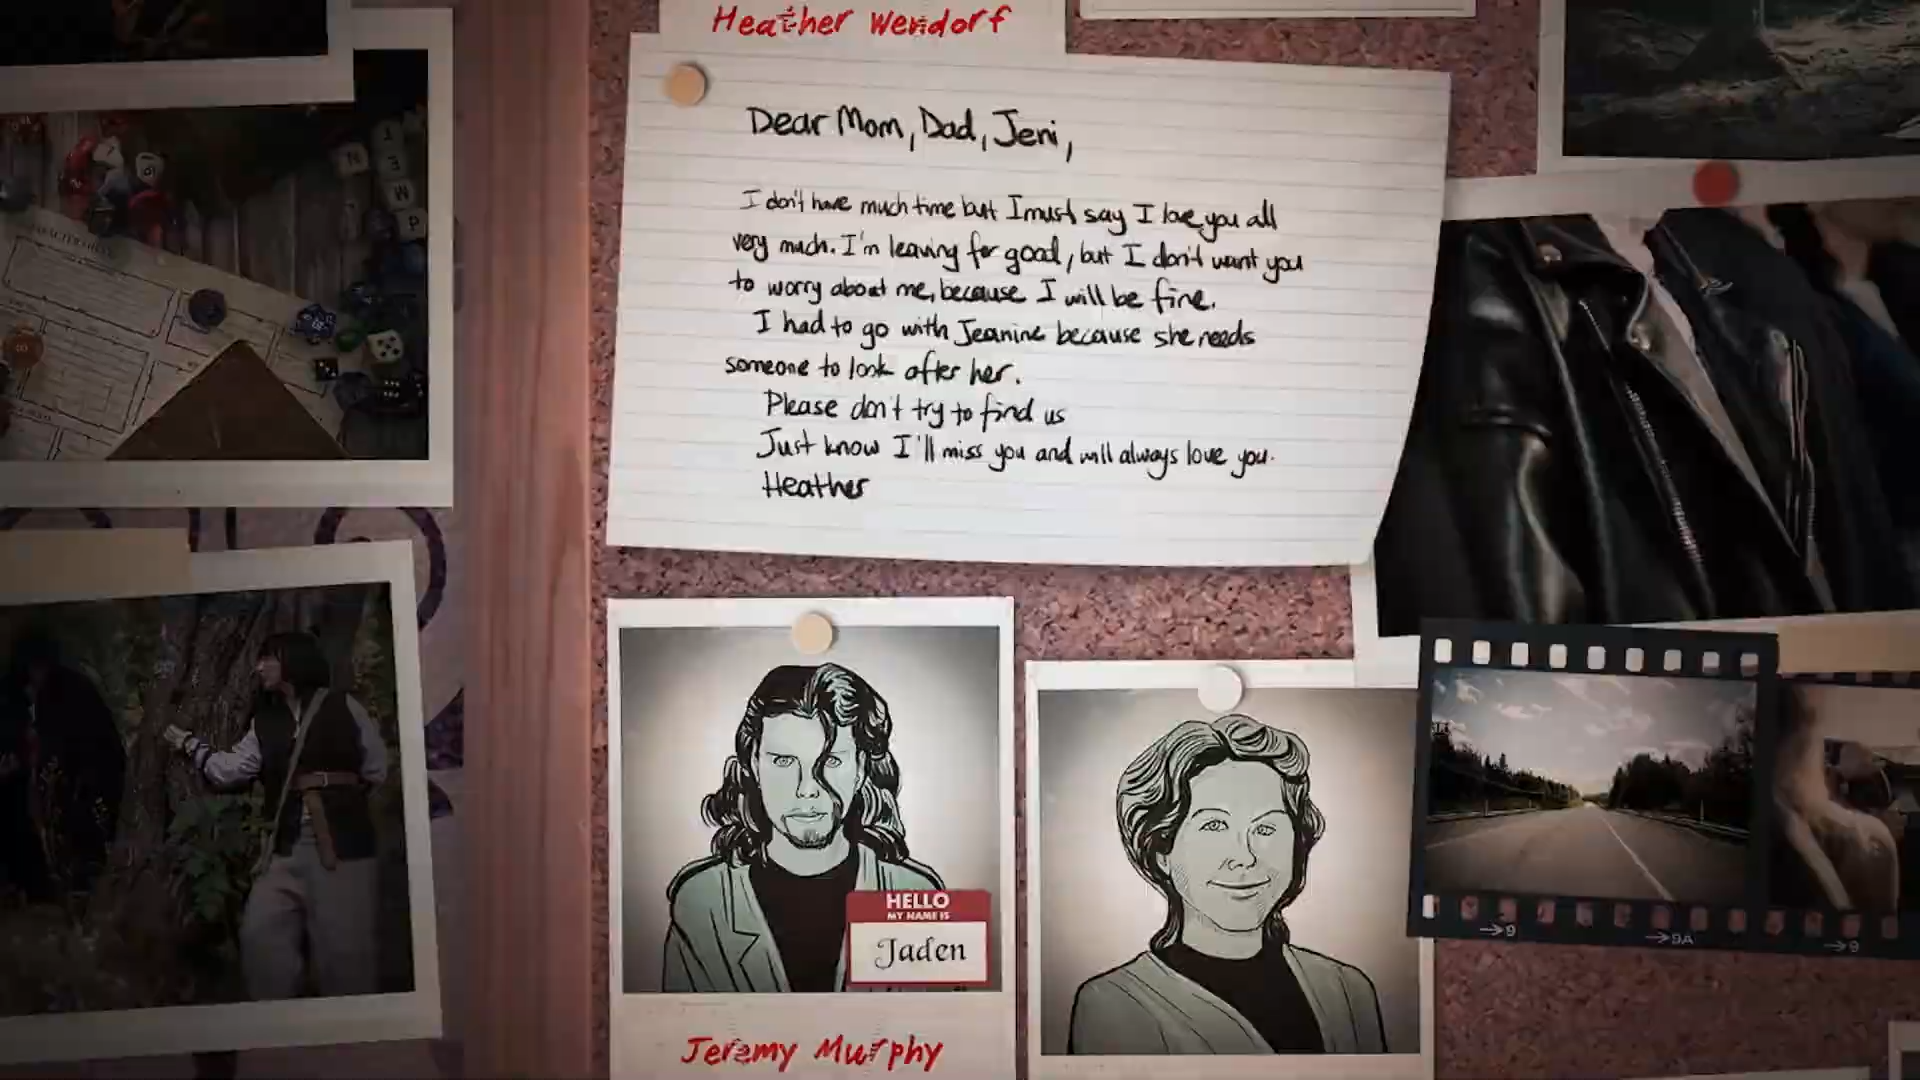 Heather Wendorf
Dear Mom, Dad, Jeni,
I don't have much time but I must say I love you all
very much. I'm leaving for good, but I don't want you
to worry about me, because I will be fine.
I had to go with Jeanine because she needs
someone to look after her.
Please don't try to find us
Just know I'll miss you and will always love you.
Heather
HELLO
MY NAME IS
Jaden
Jeremy Murphy
→9
→9A
→9